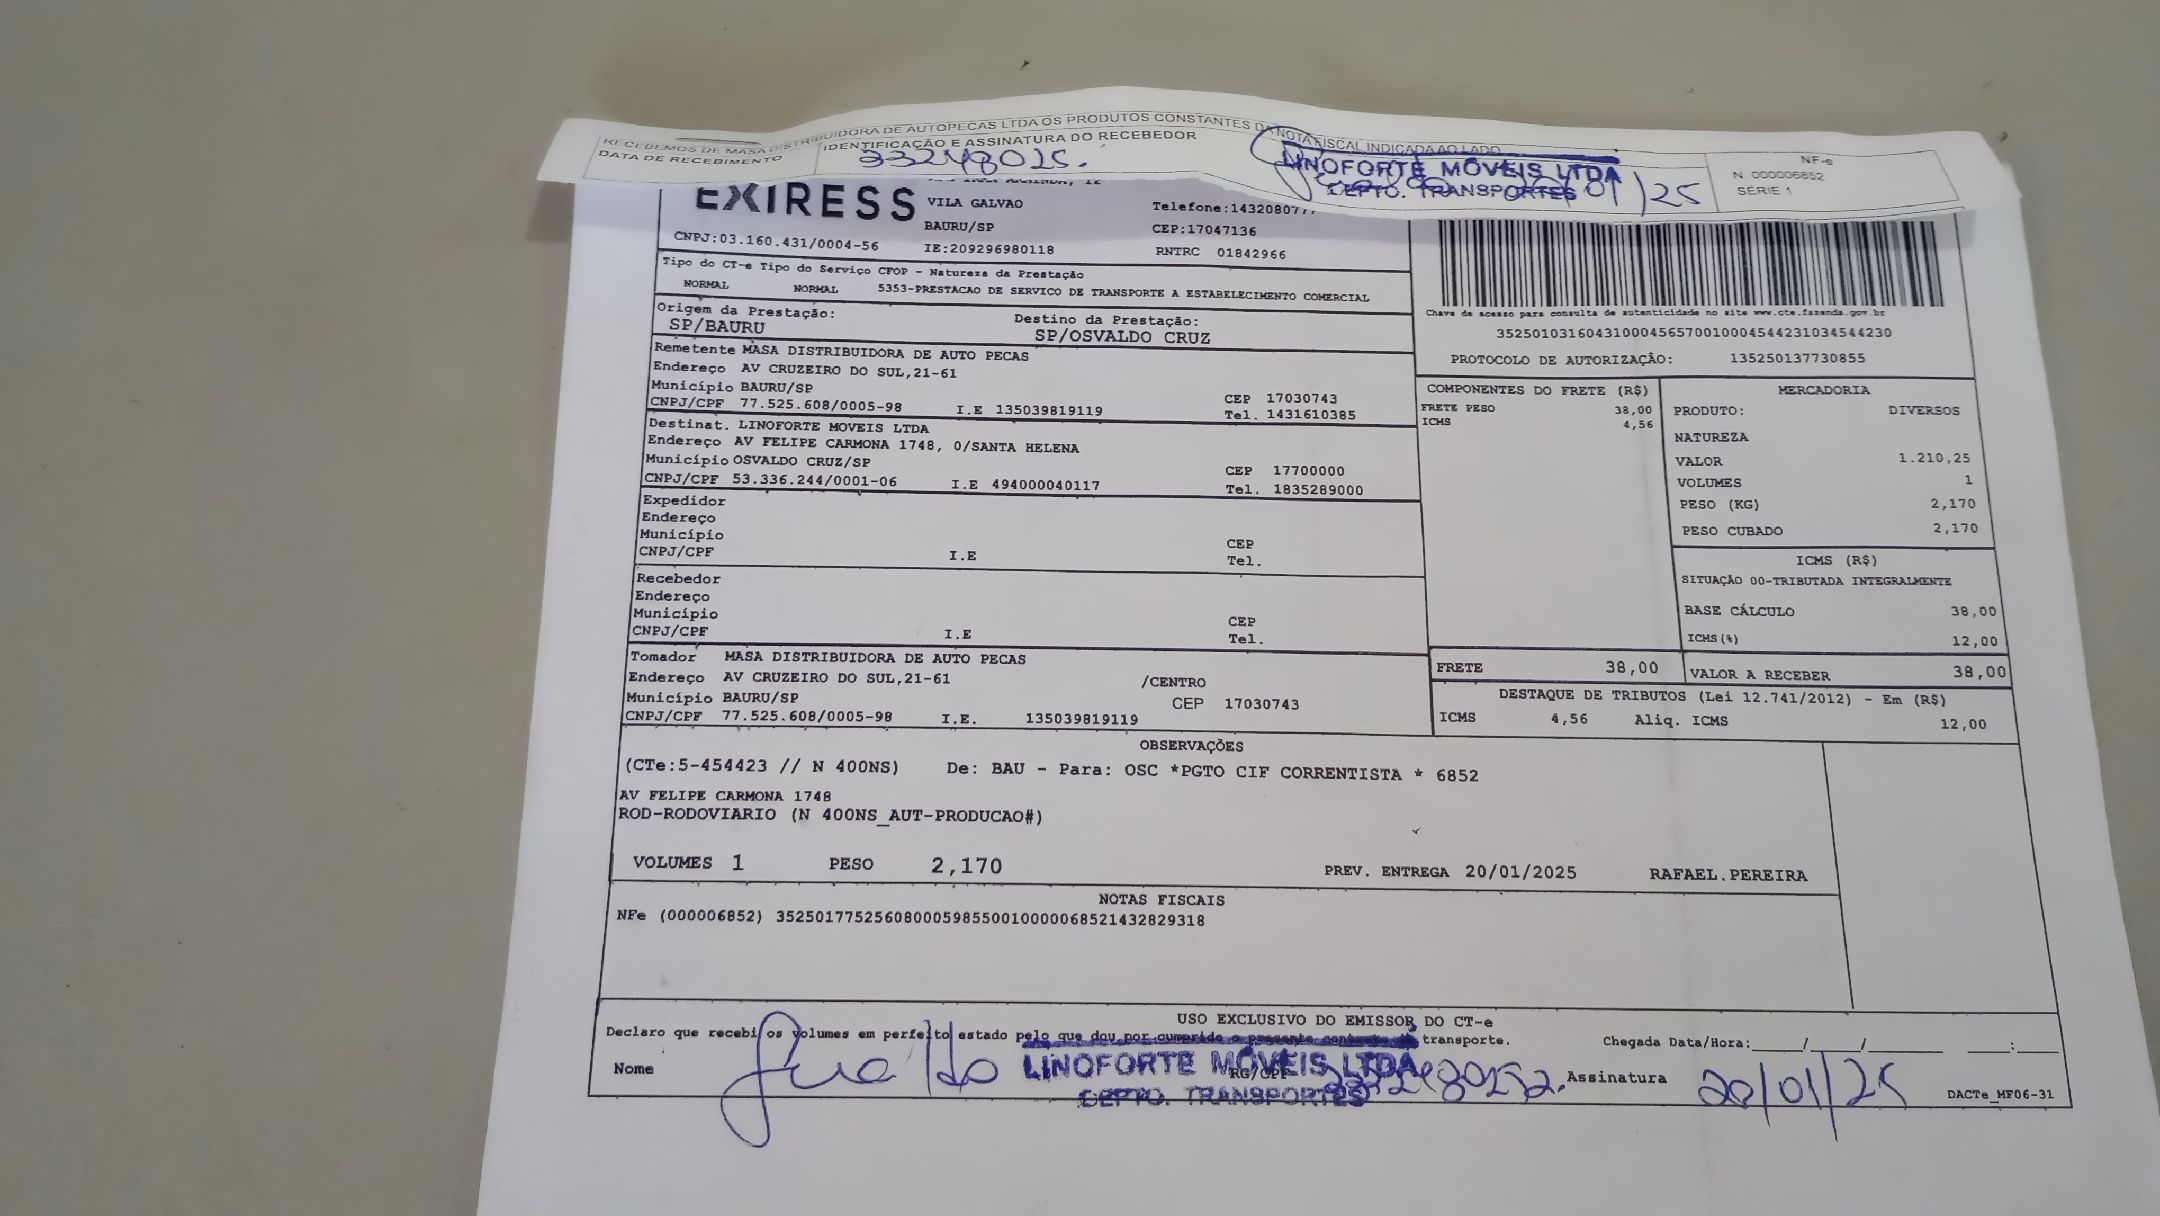 RECEBEMOS DE MASA DISTRIBUIDORA DE AUTOPECAS LTDA OS PRODUTOS CONSTANTES DA NOTA FISCAL INDICADA AO LADO
DATA DE RECEBIMENTO IDENTIFICAÇÃO E ASSINATURA DO RECEBEDOR
LINOFORTE MÓVEIS LTDA
DEPTO. TRANSPORTES
/25
NF-e
N 000006852
SÉRIE 1
EXIRESS
VILA GALVAO
BAURU/SP Telefone:1432080777
CEP:17047136
CNPJ:03.160.431/0004-56 IE:209296980118 RNTRC 01842966
Tipo do CT-e Tipo do Serviço CFOP - Natureza da Prestação
NORMAL NORMAL 5353-PRESTACAO DE SERVICO DE TRANSPORTE A ESTABELECIMENTO COMERCIAL
Origem da Prestação: Destino da Prestação:
SP/BAURU SP/OSVALDO CRUZ
Chave de acesso para consulta de autenticidade no site www.cte.fazenda.gov.br
35250103160431000456570010004544231034544230
PROTOCOLO DE AUTORIZAÇÃO: 135250137730855
Remetente MASA DISTRIBUIDORA DE AUTO PECAS
Endereço AV CRUZEIRO DO SUL,21-61
Município BAURU/SP CEP 17030743
CNPJ/CPF 77.525.608/0005-98 I.E 135039819119 Tel. 1431610385
Destinat. LINOFORTE MOVEIS LTDA
Endereço AV FELIPE CARMONA 1748, 0/SANTA HELENA
Município OSVALDO CRUZ/SP CEP 17700000
CNPJ/CPF 53.336.244/0001-06 I.E 494000040117 Tel. 1835289000
Expedidor
Endereço
Município CEP
CNPJ/CPF I.E Tel.
Recebedor
Endereço
Município CEP
CNPJ/CPF I.E Tel.
Tomador MASA DISTRIBUIDORA DE AUTO PECAS
Endereço AV CRUZEIRO DO SUL,21-61 /CENTRO
Município BAURU/SP CEP 17030743
CNPJ/CPF 77.525.608/0005-98 I.E. 135039819119
COMPONENTES DO FRETE (R$)
FRETE PESO 38,00
ICMS 4,56
MERCADORIA
PRODUTO: DIVERSOS
NATUREZA
VALOR 1.210,25
VOLUMES 1
PESO (KG) 2,170
PESO CUBADO 2,170
ICMS (R$)
SITUAÇÃO 00-TRIBUTADA INTEGRALMENTE
BASE CÁLCULO 38,00
ICMS(%) 12,00
FRETE 38,00 VALOR A RECEBER 38,00
DESTAQUE DE TRIBUTOS (Lei 12.741/2012) - Em (R$)
ICMS 4,56 Aliq. ICMS 12,00
OBSERVAÇÕES
(CTe:5-454423 // N 400NS) De: BAU - Para: OSC *PGTO CIF CORRENTISTA * 6852
AV FELIPE CARMONA 1748
ROD-RODOVIARIO (N 400NS_AUT-PRODUCAO#)
VOLUMES 1 PESO 2,170 PREV. ENTREGA 20/01/2025 RAFAEL.PEREIRA
NOTAS FISCAIS
NFe (000006852) 35250177525608000598550010000068521432829318
USO EXCLUSIVO DO EMISSOR DO CT-e
Declaro que recebi os volumes em perfeito estado pelo que dou por cumprido o presente contrato de transporte. Chegada Data/Hora:____/____/________ ____:____
Nome LINOFORTE MÓVEIS LTDA RG/CPF Assinatura 20/01/25
DEPTO. TRANSPORTES
DACTe_MF06-31